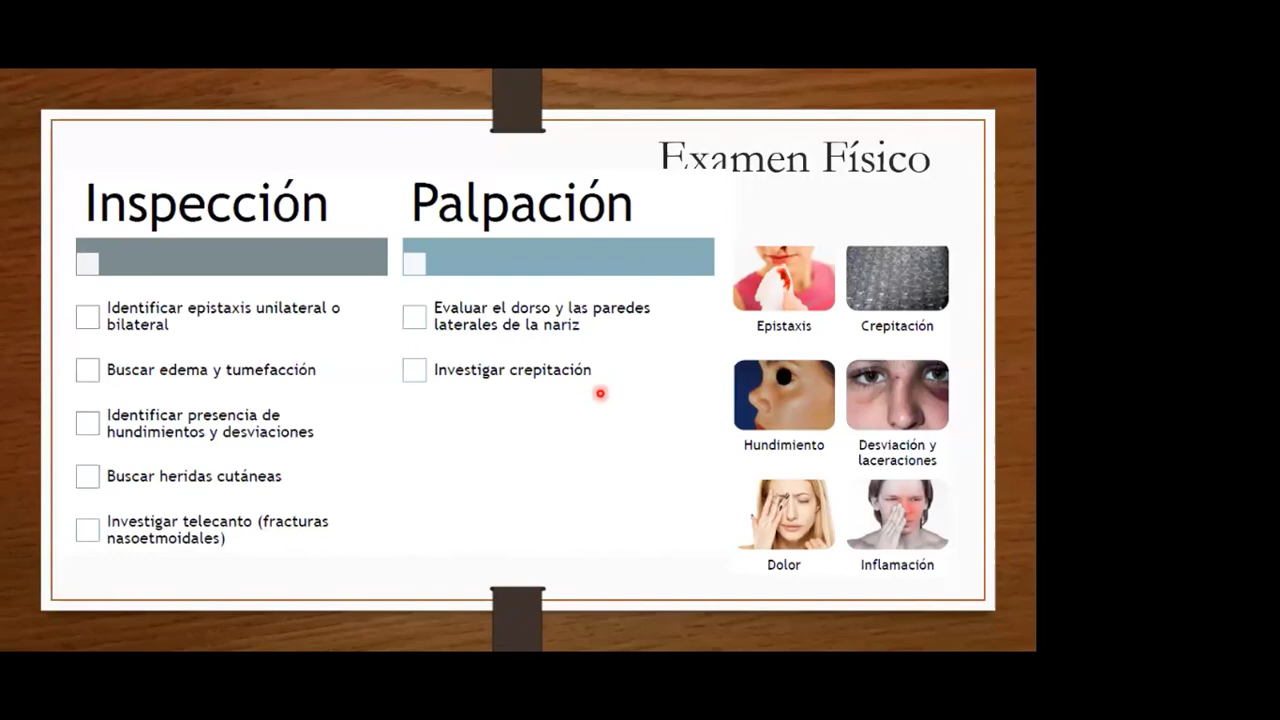 Examen Físico
Inspección
Identificar epistaxis unilateral o
bilateral
Buscar edema y tumefacción
Identificar presencia de
hundimientos y desviaciones
Buscar heridas cutáneas
Investigar telecanto (fracturas
nasoetmoidales)
Palpación
Evaluar el dorso y las paredes
laterales de la nariz
Investigar crepitación
Epistaxis
Crepitación
Hundimiento
Desviación y
laceraciones
Dolor
Inflamación